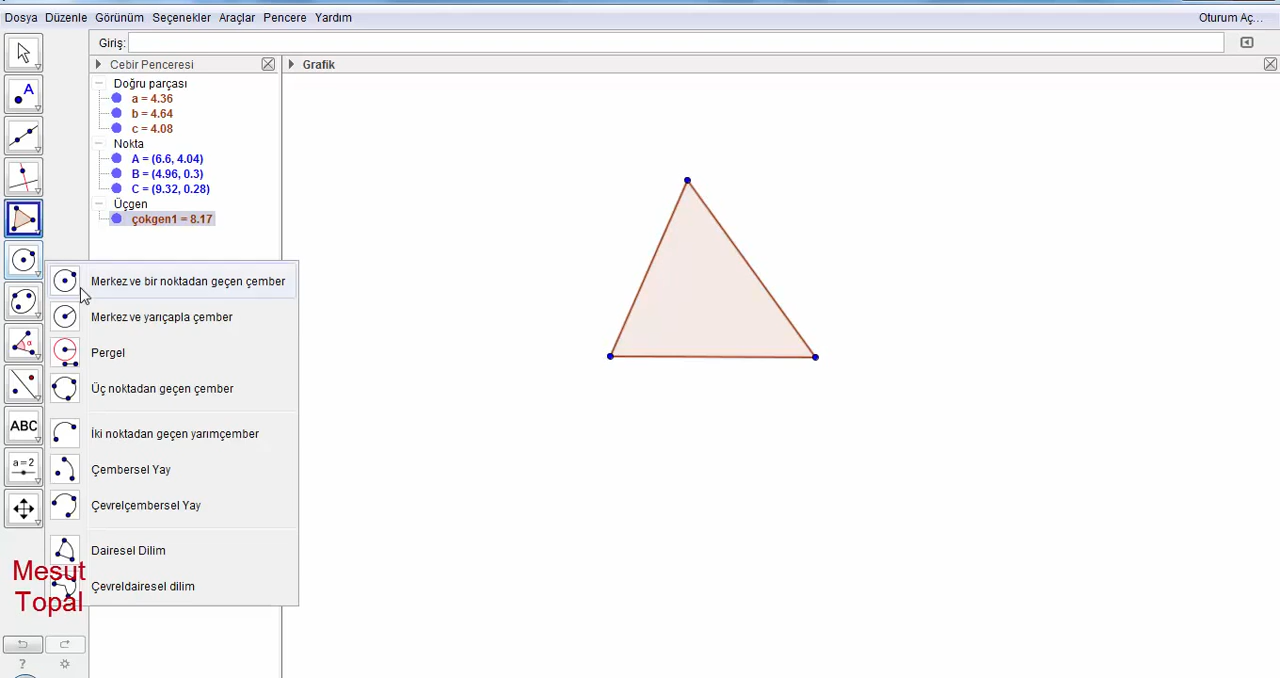 Dosya Düzenle Görünüm Seçenekler Araçlar Pencere Yardım Oturum Aç...
Giriş:
Cebir Penceresi
Grafik
Doğru parçası
a = 4.36
b = 4.64
c = 4.08
Nokta
A = (6.6, 4.04)
B = (4.96, 0.3)
C = (9.32, 0.28)
Üçgen
çokgen1 = 8.17
A
α
ABC
a=2
Merkez ve bir noktadan geçen çember
Merkez ve yarıçapla çember
Pergel
Üç noktadan geçen çember
İki noktadan geçen yarımçember
Çembersel Yay
Çevrelçembersel Yay
Dairesel Dilim
Çevreldairesel dilim
Mesut
Topal
?